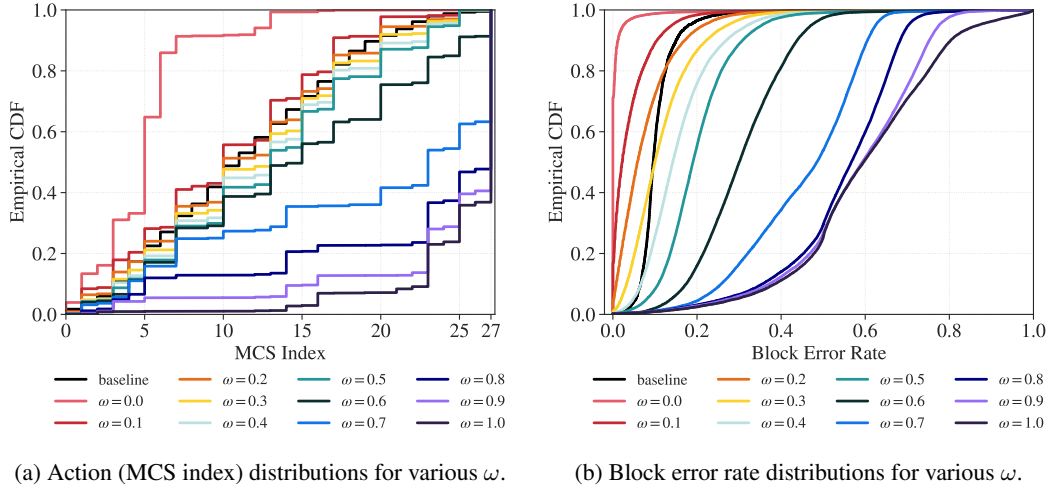 1.0
0.8
0.6
0.4
0.2
0.0
Empirical CDF
0 5 10 15 20 25 27
MCS Index
baseline ω = 0.2 ω = 0.5 ω = 0.8
ω = 0.0 ω = 0.3 ω = 0.6 ω = 0.9
ω = 0.1 ω = 0.4 ω = 0.7 ω = 1.0
(a) Action (MCS index) distributions for various ω.
1.0
0.8
0.6
0.4
0.2
0.0
Empirical CDF
0.0 0.2 0.4 0.6 0.8 1.0
Block Error Rate
baseline ω = 0.2 ω = 0.5 ω = 0.8
ω = 0.0 ω = 0.3 ω = 0.6 ω = 0.9
ω = 0.1 ω = 0.4 ω = 0.7 ω = 1.0
(b) Block error rate distributions for various ω.